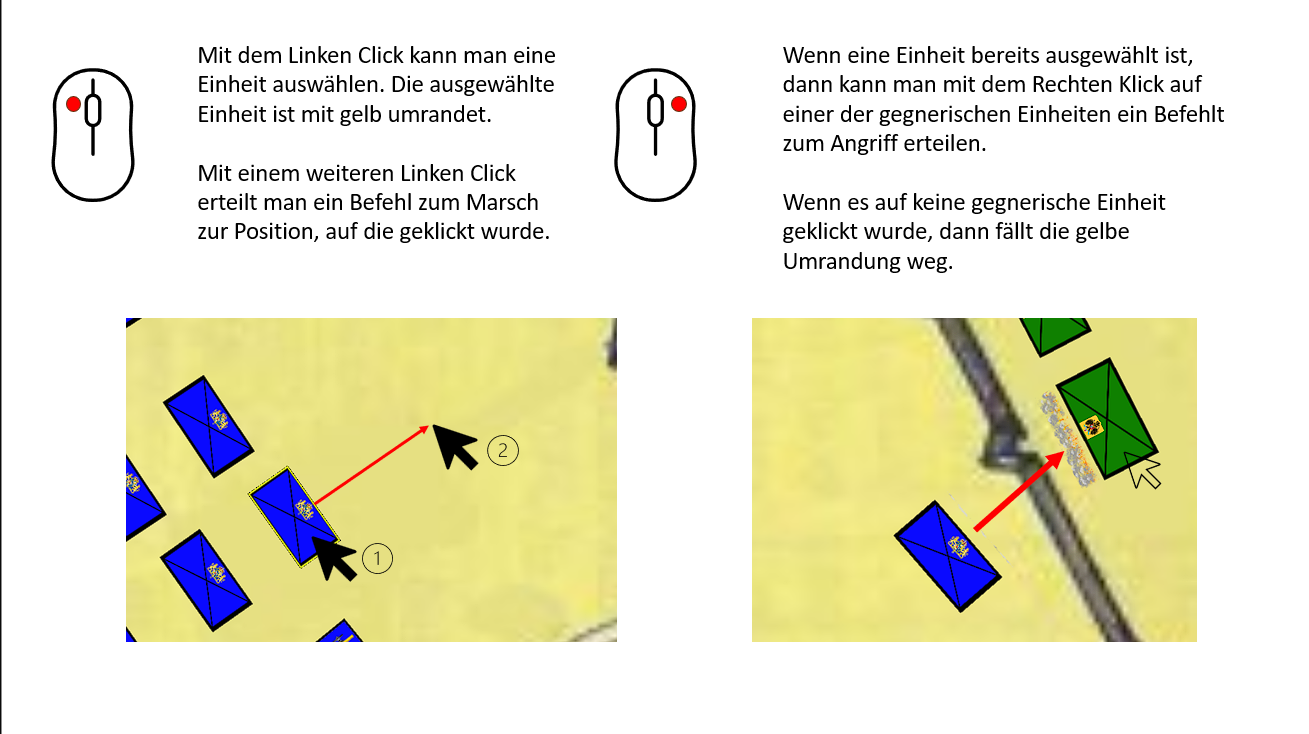 Mit dem Linken Click kann man eine
Einheit auswählen. Die ausgewählte
Einheit ist mit gelb umrandet.
Mit einem weiteren Linken Click
erteilt man ein Befehl zum Marsch
zur Position, auf die geklickt wurde.
Wenn eine Einheit bereits ausgewählt ist,
dann kann man mit dem Rechten Klick auf
einer der gegnerischen Einheiten ein Befehlt
zum Angriff erteilen.
Wenn es auf keine gegnerische Einheit
geklickt wurde, dann fällt die gelbe
Umrandung weg.
2
1